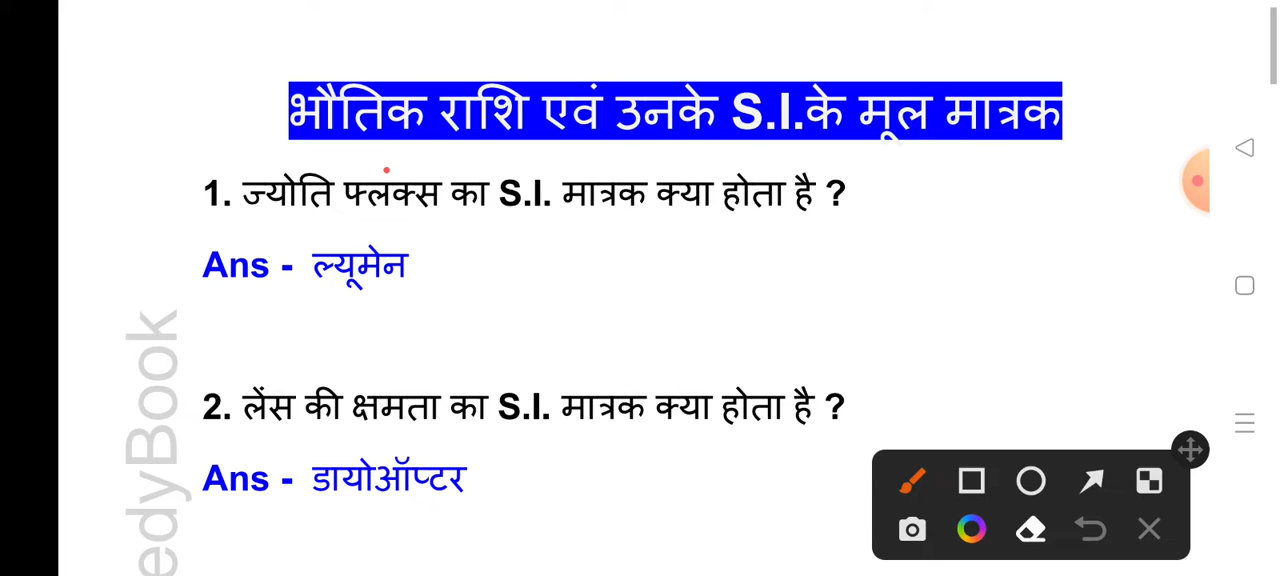 भौतिक राशि एवं उनके S.I.के मूल मात्रक
1. ज्योति फ्लक्स का S.I. मात्रक क्या होता है ?
Ans - ल्यूमेन
2. लेंस की क्षमता का S.I. मात्रक क्या होता है ?
Ans - डायोऑप्टर
edyBook